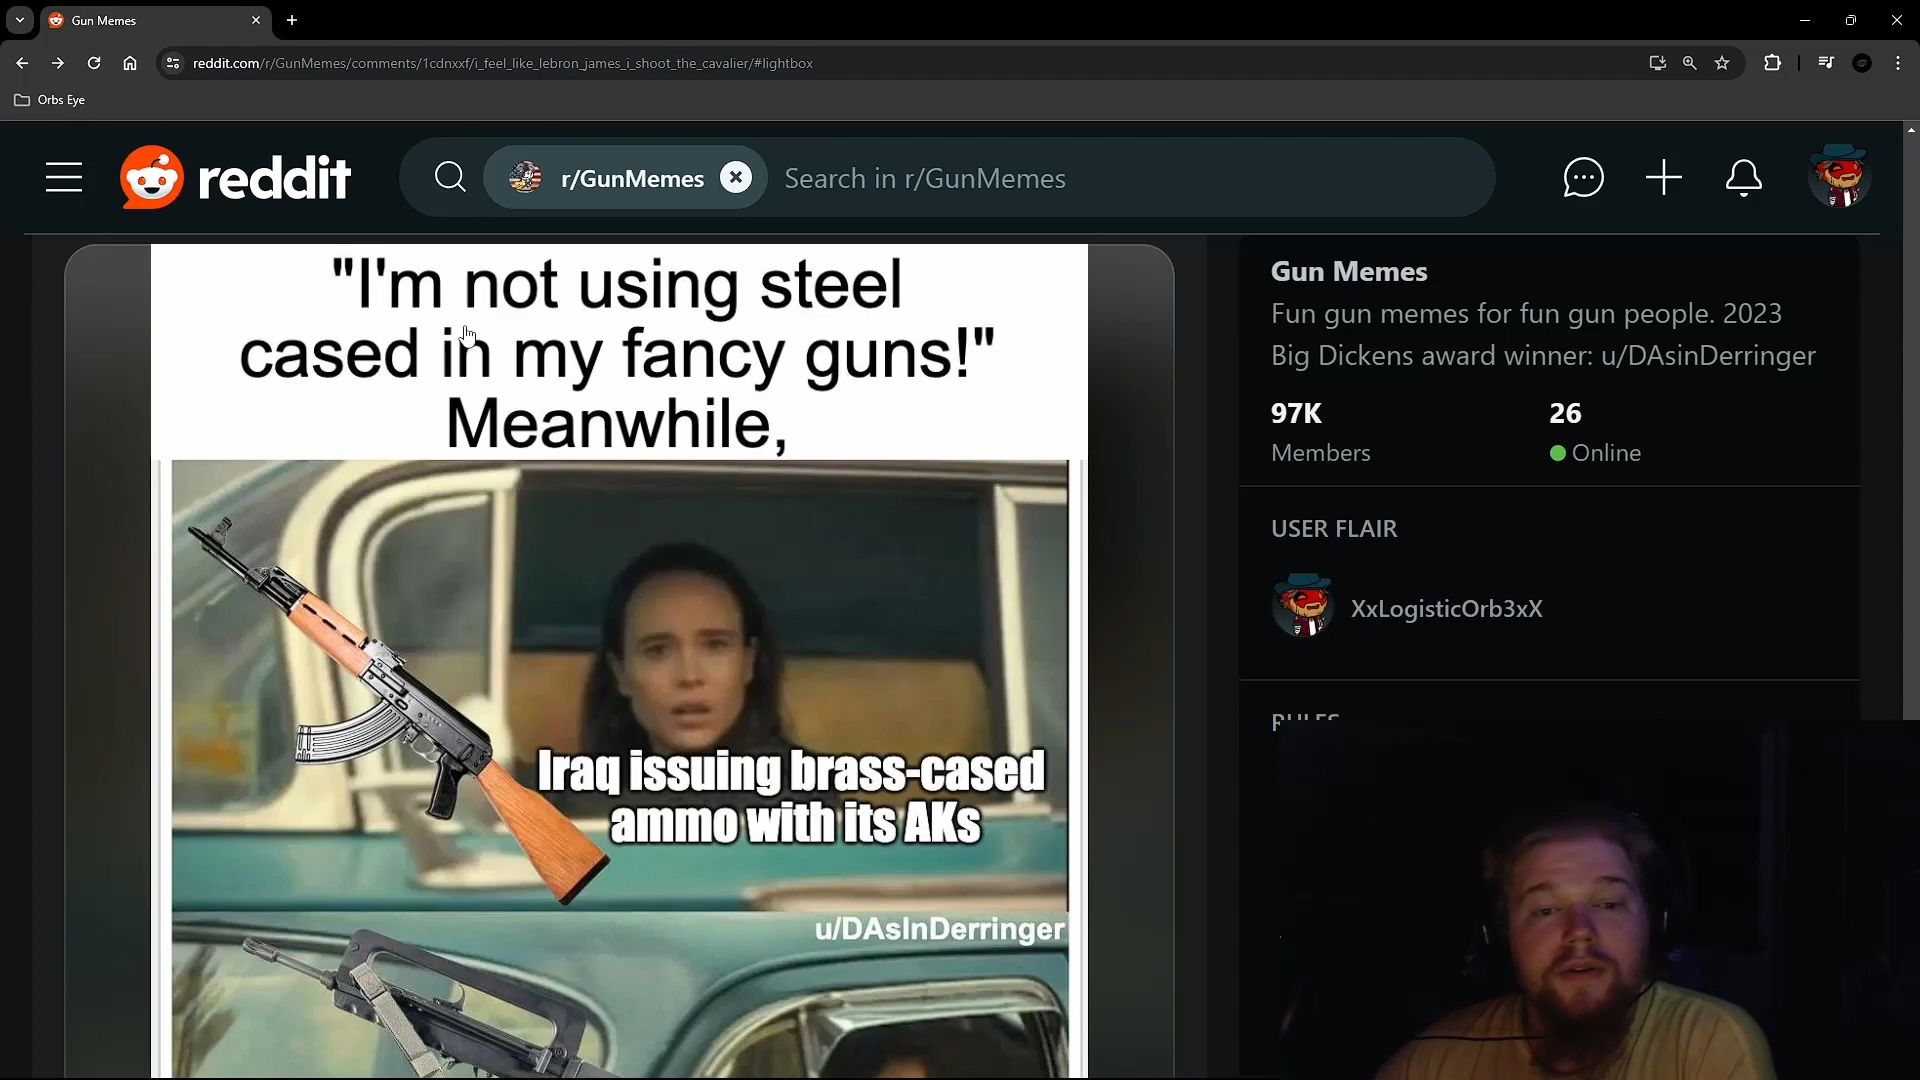 Gun Memes
reddit.com/r/GunMemes/comments/1cdnxxf/i_feel_like_lebron_james_i_shoot_the_cavalier/#lightbox
Orbs Eye
reddit
r/GunMemes
Search in r/GunMemes
"I'm not using steel
cased in my fancy guns!"
Meanwhile,
Iraq issuing brass-cased
ammo with its AKs
u/DAsInDerringer
Gun Memes
Fun gun memes for fun gun people. 2023
Big Dickens award winner: u/DAsinDerringer
97K
26
Members
Online
USER FLAIR
XxLogisticOrb3xX
RULES